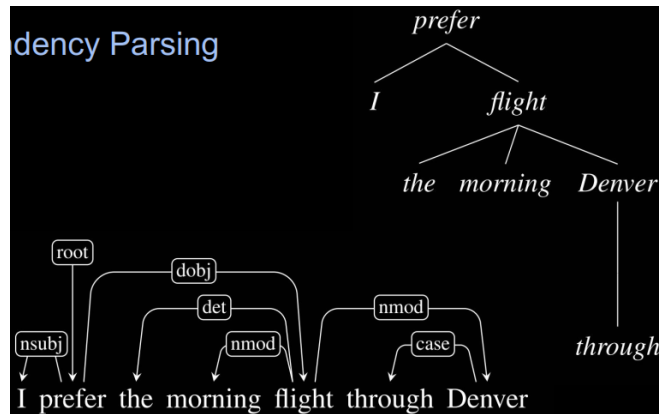 ndency Parsing
prefer
I flight
the morning Denver
through
root
dobj
det nmod
nsubj nmod case
I prefer the morning flight through Denver